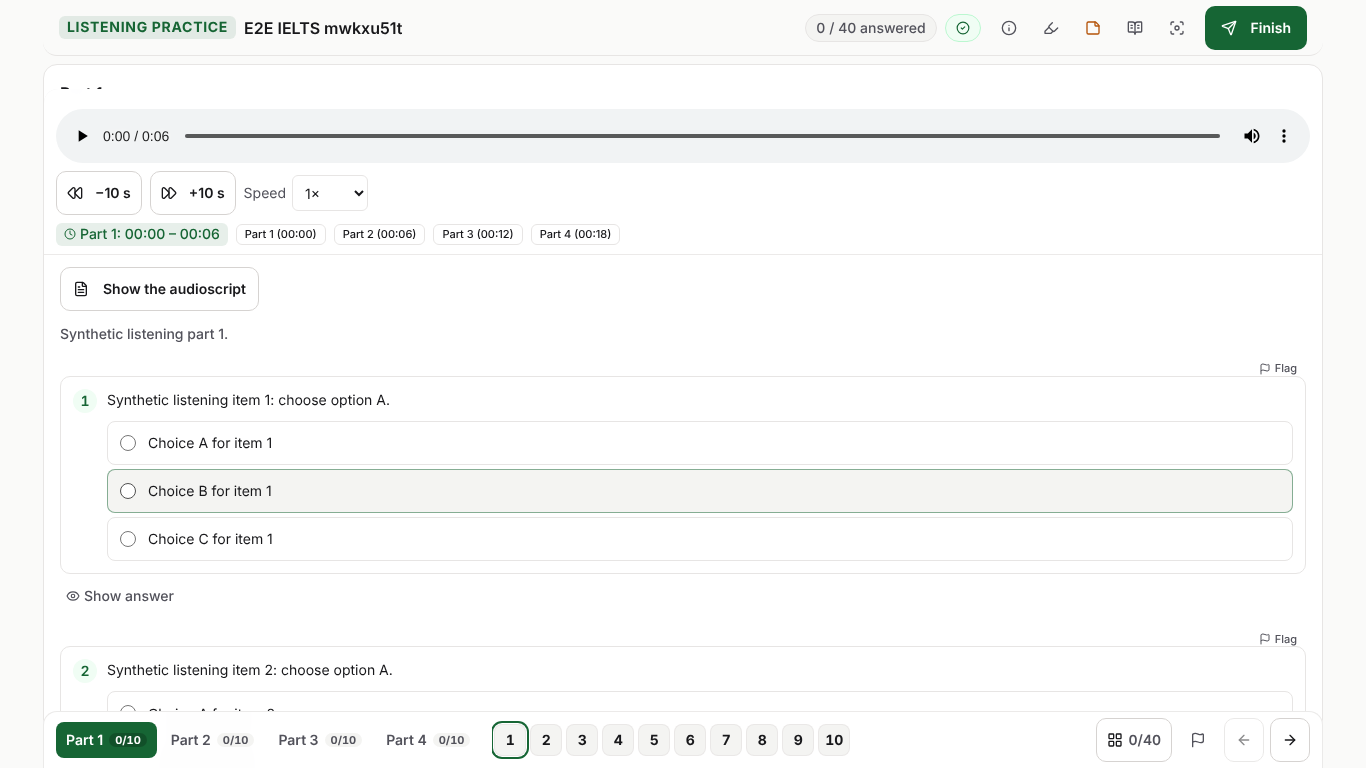 LISTENING PRACTICE E2E IELTS mwkxu51t 0 / 40 answered Finish
0:00 / 0:06
−10 s +10 s Speed 1×
Part 1: 00:00 – 00:06 Part 1 (00:00) Part 2 (00:06) Part 3 (00:12) Part 4 (00:18)
Show the audioscript
Synthetic listening part 1.
Flag
1 Synthetic listening item 1: choose option A.
Choice A for item 1
Choice B for item 1
Choice C for item 1
Show answer
Flag
2 Synthetic listening item 2: choose option A.
Part 1 0/10 Part 2 0/10 Part 3 0/10 Part 4 0/10 1 2 3 4 5 6 7 8 9 10 0/40